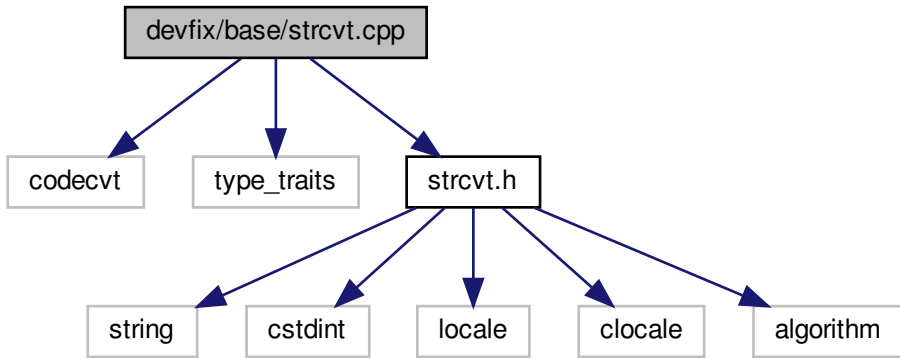 devfix/base/strcvt.cpp
codecvt
type_traits
strcvt.h
string
cstdint
locale
clocale
algorithm